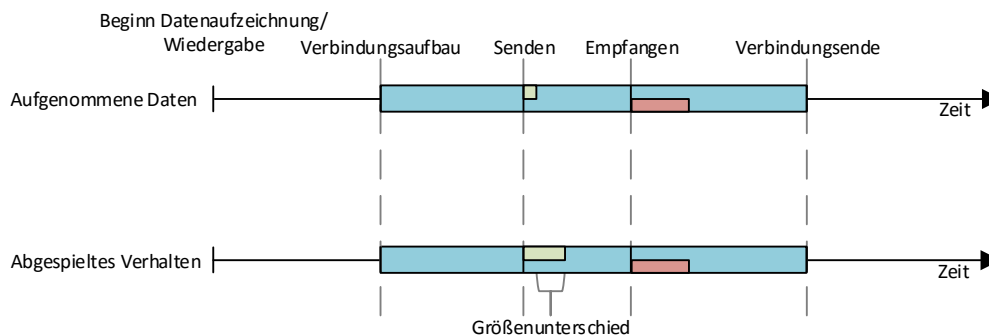 Beginn Datenaufzeichnung/
Wiedergabe
Verbindungsaufbau
Senden
Empfangen
Verbindungsende
Aufgenommene Daten
Zeit
Abgespieltes Verhalten
Zeit
Größenunterschied